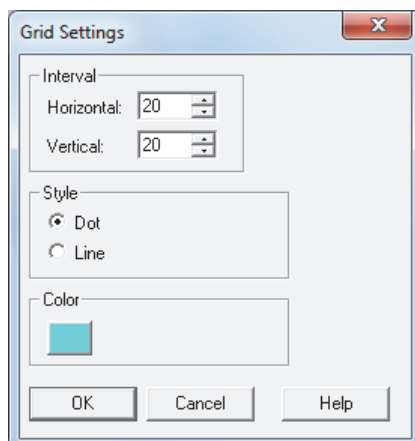 Grid Settings
Interval
Horizontal: 20
Vertical: 20
Style
Dot
Line
Color
OK Cancel Help